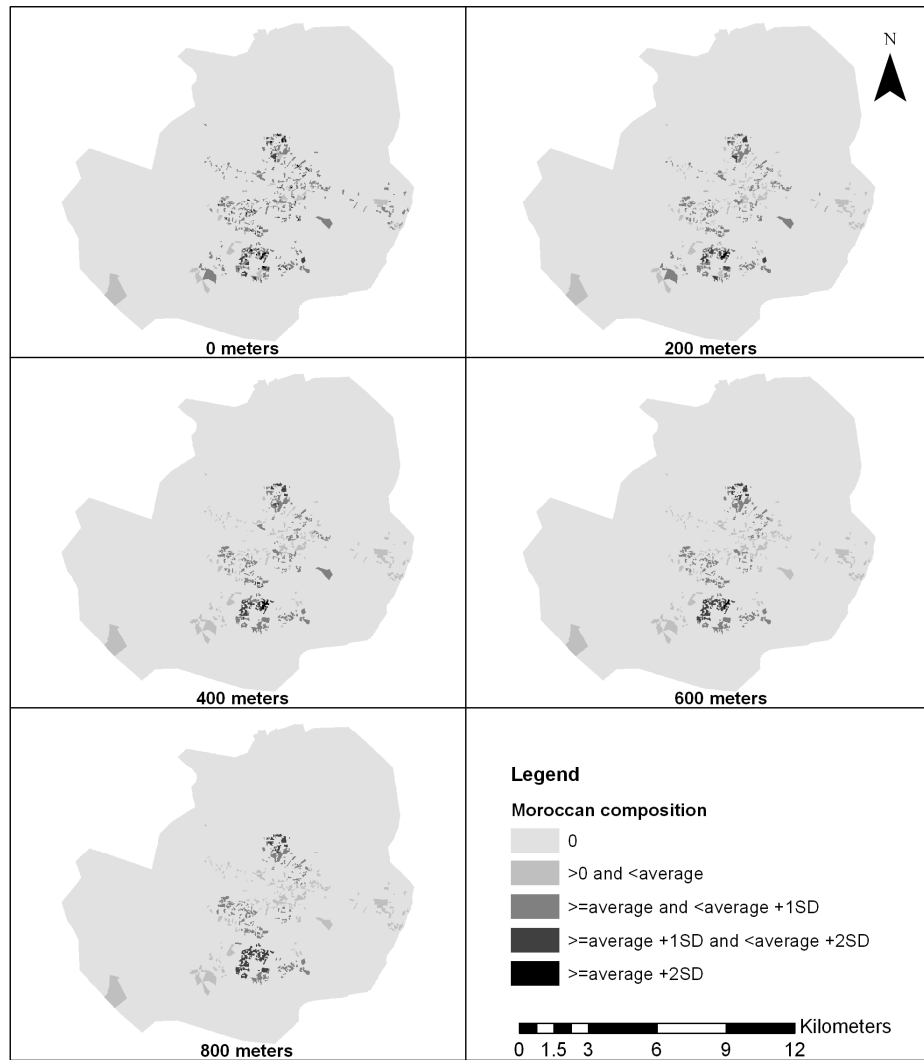 N
0 meters
200 meters
400 meters
600 meters
800 meters
Legend
Moroccan composition
0
>0 and <average
>=average and <average +1SD
>=average +1SD and <average +2SD
>=average +2SD
Kilometers
0 1.5 3 6 9 12